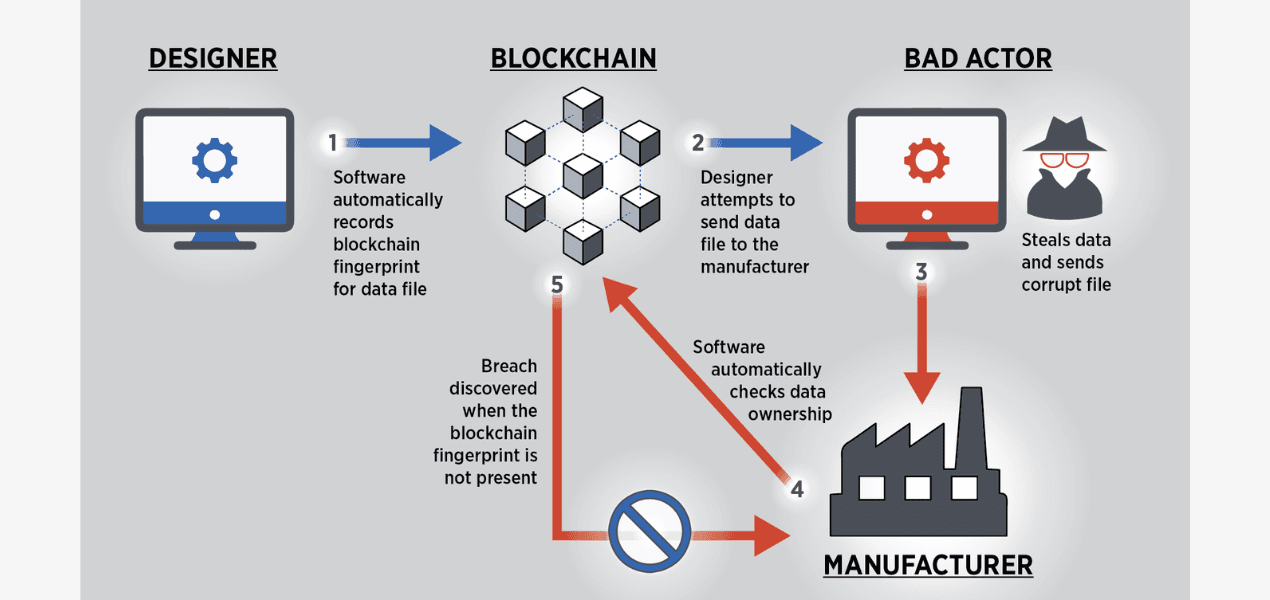 DESIGNER
BLOCKCHAIN
BAD ACTOR
1
Software
automatically
records
blockchain
fingerprint
for data file
2
Designer
attempts to
send data
file to the
manufacturer
Steals data
and sends
corrupt file
3
4
Software
automatically
checks data
ownership
5
Breach
discovered
when the
blockchain
fingerprint is
not present
MANUFACTURER